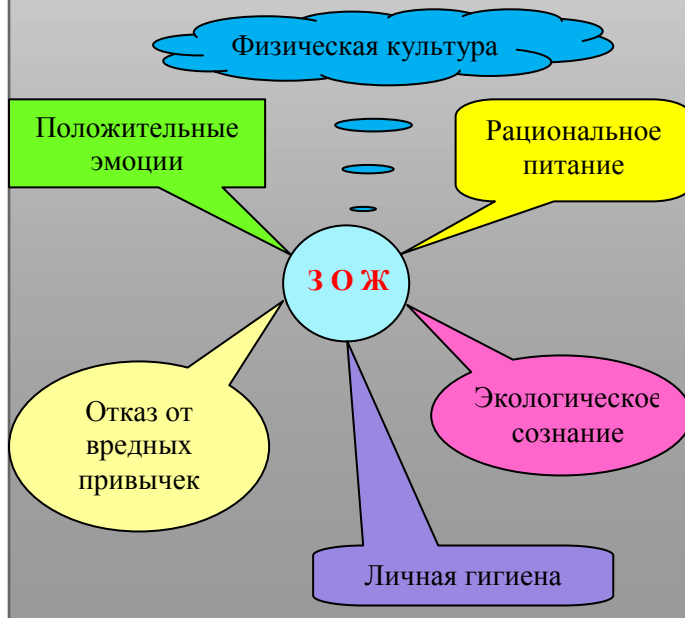 Физическая культура
Положительные
эмоции
Рациональное
питание
З О Ж
Отказ от
вредных
привычек
Экологическое
сознание
Личная гигиена